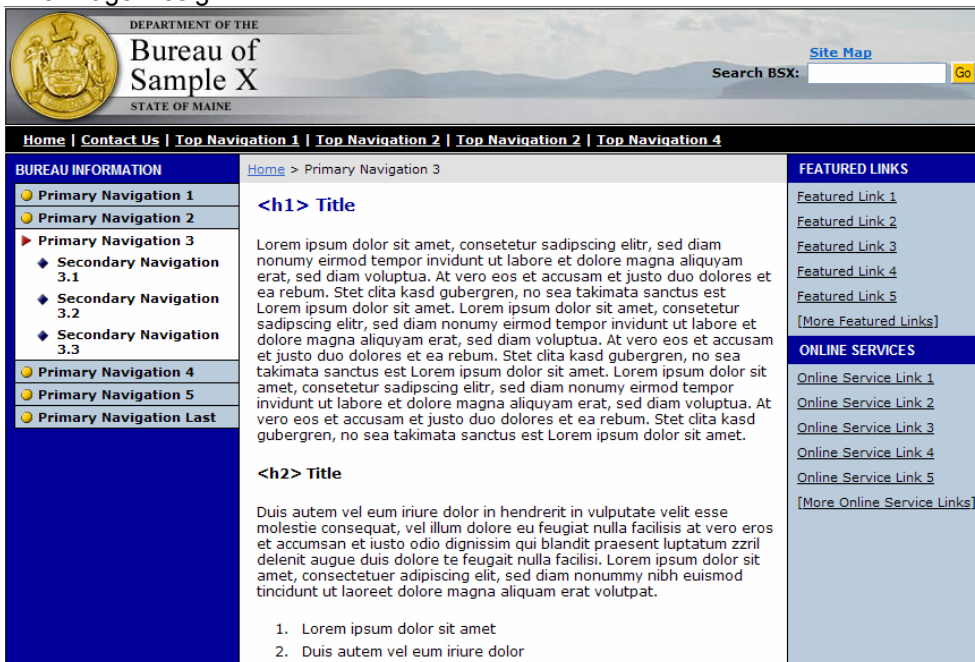 DEPARTMENT OF THE
Bureau of
Sample X
STATE OF MAINE
Site Map
Search BSX:
Go
Home | Contact Us | Top Navigation 1 | Top Navigation 2 | Top Navigation 2 | Top Navigation 4
BUREAU INFORMATION
Primary Navigation 1
Primary Navigation 2
Primary Navigation 3
Secondary Navigation
3.1
Secondary Navigation
3.2
Secondary Navigation
3.3
Primary Navigation 4
Primary Navigation 5
Primary Navigation Last
Home > Primary Navigation 3
<h1> Title
Lorem ipsum dolor sit amet, consetetur sadipscing elitr, sed diam
nonumy eirmod tempor invidunt ut labore et dolore magna aliquyam
erat, sed diam voluptua. At vero eos et accusam et justo duo dolores et
ea rebum. Stet clita kasd gubergren, no sea takimata sanctus est
Lorem ipsum dolor sit amet. Lorem ipsum dolor sit amet, consetetur
sadipscing elitr, sed diam nonumy eirmod tempor invidunt ut labore et
dolore magna aliquyam erat, sed diam voluptua. At vero eos et accusam
et justo duo dolores et ea rebum. Stet clita kasd gubergren, no sea
takimata sanctus est Lorem ipsum dolor sit amet. Lorem ipsum dolor sit
amet, consetetur sadipscing elitr, sed diam nonumy eirmod tempor
invidunt ut labore et dolore magna aliquyam erat, sed diam voluptua. At
vero eos et accusam et justo duo dolores et ea rebum. Stet clita kasd
gubergren, no sea takimata sanctus est Lorem ipsum dolor sit amet.
<h2> Title
Duis autem vel eum iriure dolor in hendrerit in vulputate velit esse
molestie consequat, vel illum dolore eu feugiat nulla facilisis at vero eros
et accumsan et iusto odio dignissim qui blandit praesent luptatum zzril
delenit augue duis dolore te feugait nulla facilisi. Lorem ipsum dolor sit
amet, consectetuer adipiscing elit, sed diam nonummy nibh euismod
tincidunt ut laoreet dolore magna aliquam erat volutpat.
1. Lorem ipsum dolor sit amet
2. Duis autem vel eum iriure dolor
FEATURED LINKS
Featured Link 1
Featured Link 2
Featured Link 3
Featured Link 4
Featured Link 5
[More Featured Links]
ONLINE SERVICES
Online Service Link 1
Online Service Link 2
Online Service Link 3
Online Service Link 4
Online Service Link 5
[More Online Service Links]